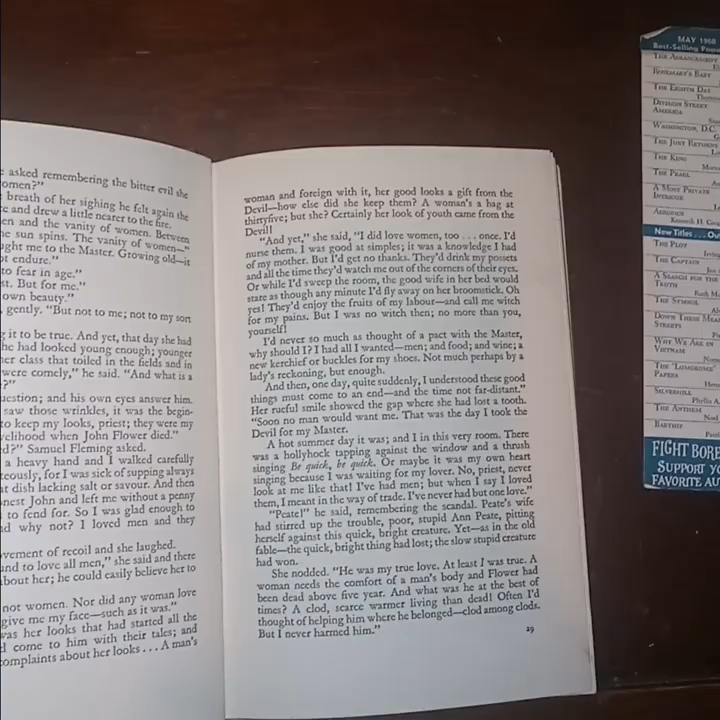 asked remembering the bitter evil she
omen?"
breath of her sighing he felt again the
and drew a little nearer to the fire.
en and the vanity of women. Between
e sun spins. The vanity of women—"
ught me to the Master. Growing old—it
t endure."
to fear in age."
st. But for me."
own beauty."
gently. "But not to me; not to my sort
g it to be true. And yet, that day she had
he had looked young enough; younger
her class that toiled in the fields and in
were comely," he said. "And what is a
?"
uestion; and his own eyes answer him.
saw those wrinkles, it was the begin-
to keep my looks, priest; they were my
velihood when John Flower died."
d?" Samuel Fleming asked.
a heavy hand and I walked carefully
teously, for I was sick of supping always
at dish lacking salt or savour. And then
nest John and left me without a penny
to fend for. So I was glad enough to
d why not? I loved men and they
vement of recoil and she laughed.
and to love all men," she said and there
about her; he could easily believe her to
not women. Nor did any woman love
give me my face—such as it was."
was her looks that had started all the
d come to him with their tales; and
complaints about her looks . . . A man's
woman and foreign with it, her good looks a gift from the
Devil—how else did she keep them? A woman's a hag at
thirtyfive; but she? Certainly her look of youth came from the
Devil!
"And yet," she said, "I did love women, too . . . once. I'd
nurse them. I was good at simples; it was a knowledge I had
of my mother. But I'd get no thanks. They'd drink my possets
and all the time they'd watch me out of the corners of their eyes.
Or while I'd sweep the room, the good wife in her bed would
stare as though any minute I'd fly away on her broomstick. Oh
yes! They'd enjoy the fruits of my labour—and call me witch
for my pains. But I was no witch then; no more than you,
yourself!
I'd never so much as thought of a pact with the Master,
why should I? I had all I wanted—men; and food; and wine; a
new kerchief or buckles for my shoes. Not much perhaps by a
lady's reckoning, but enough.
And then, one day, quite suddenly, I understood these good
things must come to an end—and the time not far-distant."
Her rueful smile showed the gap where she had lost a tooth.
"Soon no man would want me. That was the day I took the
Devil for my Master.
A hot summer day it was; and I in this very room. There
was a hollyhock tapping against the window and a thrush
singing Be quick, be quick. Or maybe it was my own heart
singing because I was waiting for my lover. No, priest, never
look at me like that! I've had men; but when I say I loved
them, I meant in the way of trade. I've never had but one love."
"Peate!" he said, remembering the scandal. Peate's wife
had stirred up the trouble, poor, stupid Ann Peate, pitting
herself against this quick, bright creature. Yet—as in the old
fable—the quick, bright thing had lost; the slow stupid creature
had won.
She nodded. "He was my true love. At least I was true. A
woman needs the comfort of a man's body and Flower had
been dead above five year. And what was he at the best of
times? A clod, scarce warmer living than dead! Often I'd
thought of helping him where he belonged—clod among clods.
But I never harmed him."
29
MAY 1968
Best-Selling
The Arrangement
Rosemary's Baby
The Eighth Day
Division Street
America
Washington, D.C.
The Just
The King
The Pearl
A Most Private
Intrigue
Kenneth H.
New Titles
The Plot
The Captain
A Search for the
Truth
The Symbol
Down These Mean
Streets
Why We Are in
Vietnam
Papers
Silverhill
Phyllis A.
The Anthem
FIGHT BORE
SUPPORT YO
FAVORITE AU